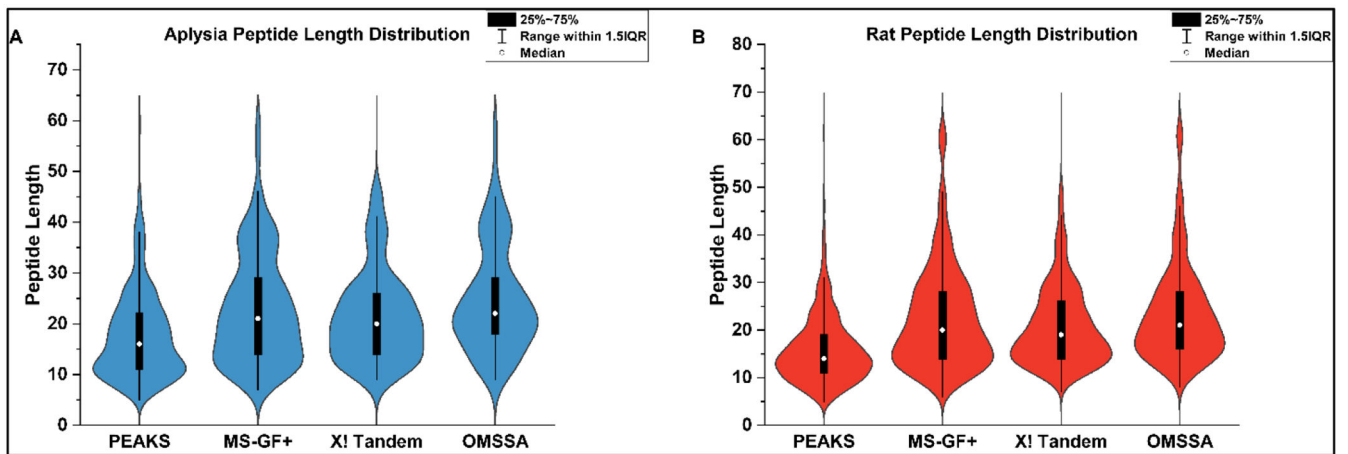 A
Aplysia Peptide Length Distribution
25%~75%
Range within 1.5IQR
Median
Peptide Length
70
60
50
40
30
20
10
0
PEAKS MS-GF+ X! Tandem OMSSA
B
Rat Peptide Length Distribution
25%~75%
Range within 1.5IQR
Median
Peptide Length
80
70
60
50
40
30
20
10
0
PEAKS MS-GF+ X! Tandem OMSSA